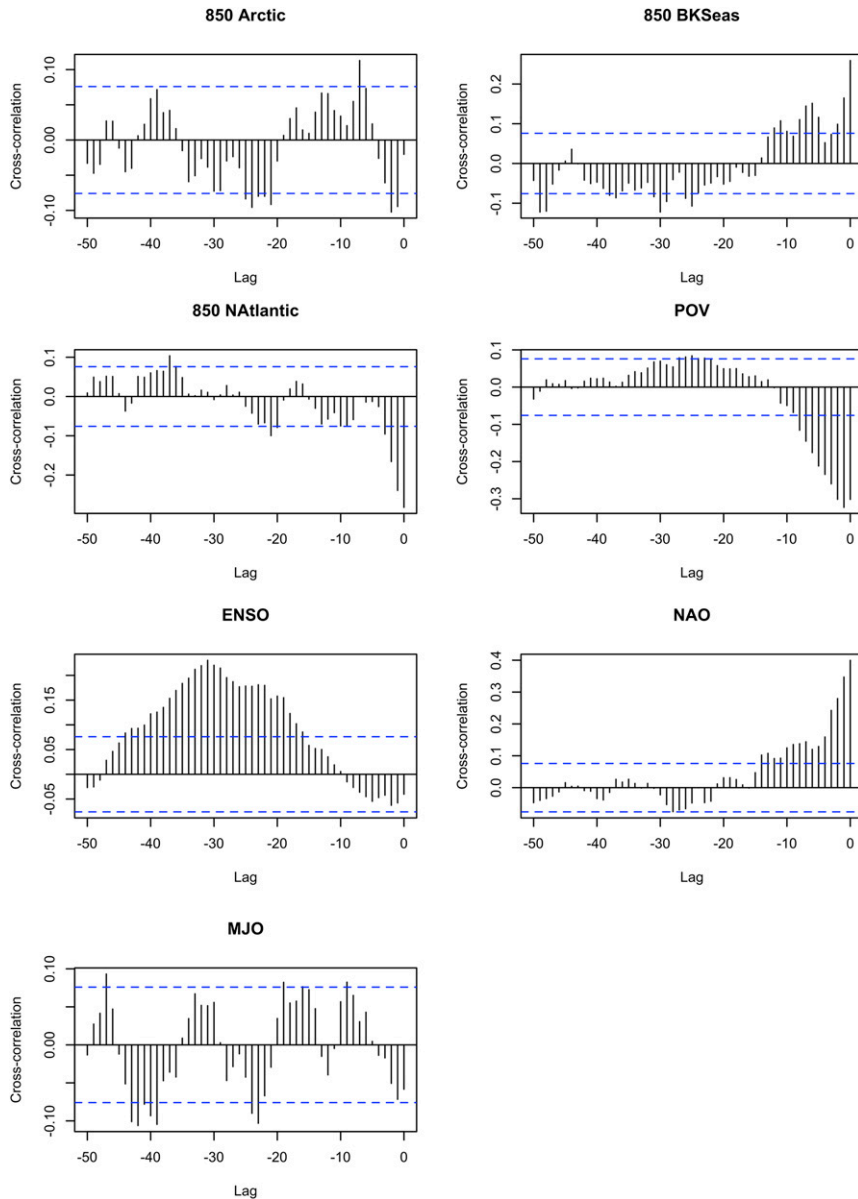 850 Arctic
Cross-correlation
0.10
0.00
-0.10
-50 -40 -30 -20 -10 0
Lag
850 BKSeas
Cross-correlation
0.2
0.1
0.0
-0.1
-50 -40 -30 -20 -10 0
Lag
850 NAtlantic
Cross-correlation
0.1
0.0
-0.1
-0.2
-50 -40 -30 -20 -10 0
Lag
POV
Cross-correlation
0.1
0.0
-0.1
-0.2
-0.3
-50 -40 -30 -20 -10 0
Lag
ENSO
Cross-correlation
0.15
0.05
-0.05
-50 -40 -30 -20 -10 0
Lag
NAO
Cross-correlation
0.4
0.3
0.2
0.1
0.0
-50 -40 -30 -20 -10 0
Lag
MJO
Cross-correlation
0.10
0.00
-0.10
-50 -40 -30 -20 -10 0
Lag